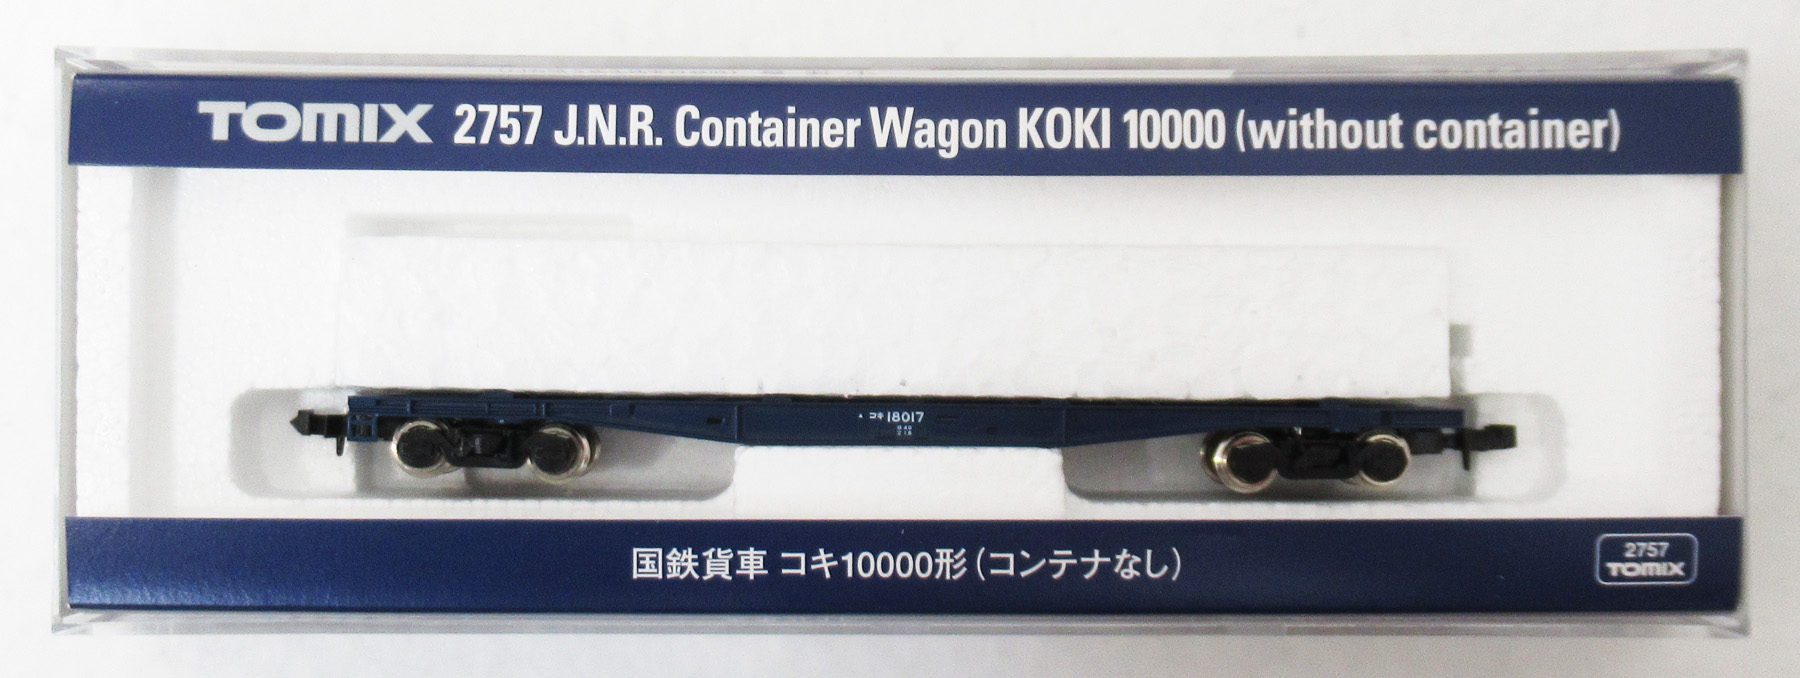 TOMIX 2757 J.N.R. Container Wagon KOKI 10000 (without container)
コキ18017
国鉄貨車 コキ10000形(コンテナなし)
2757
TOMIX